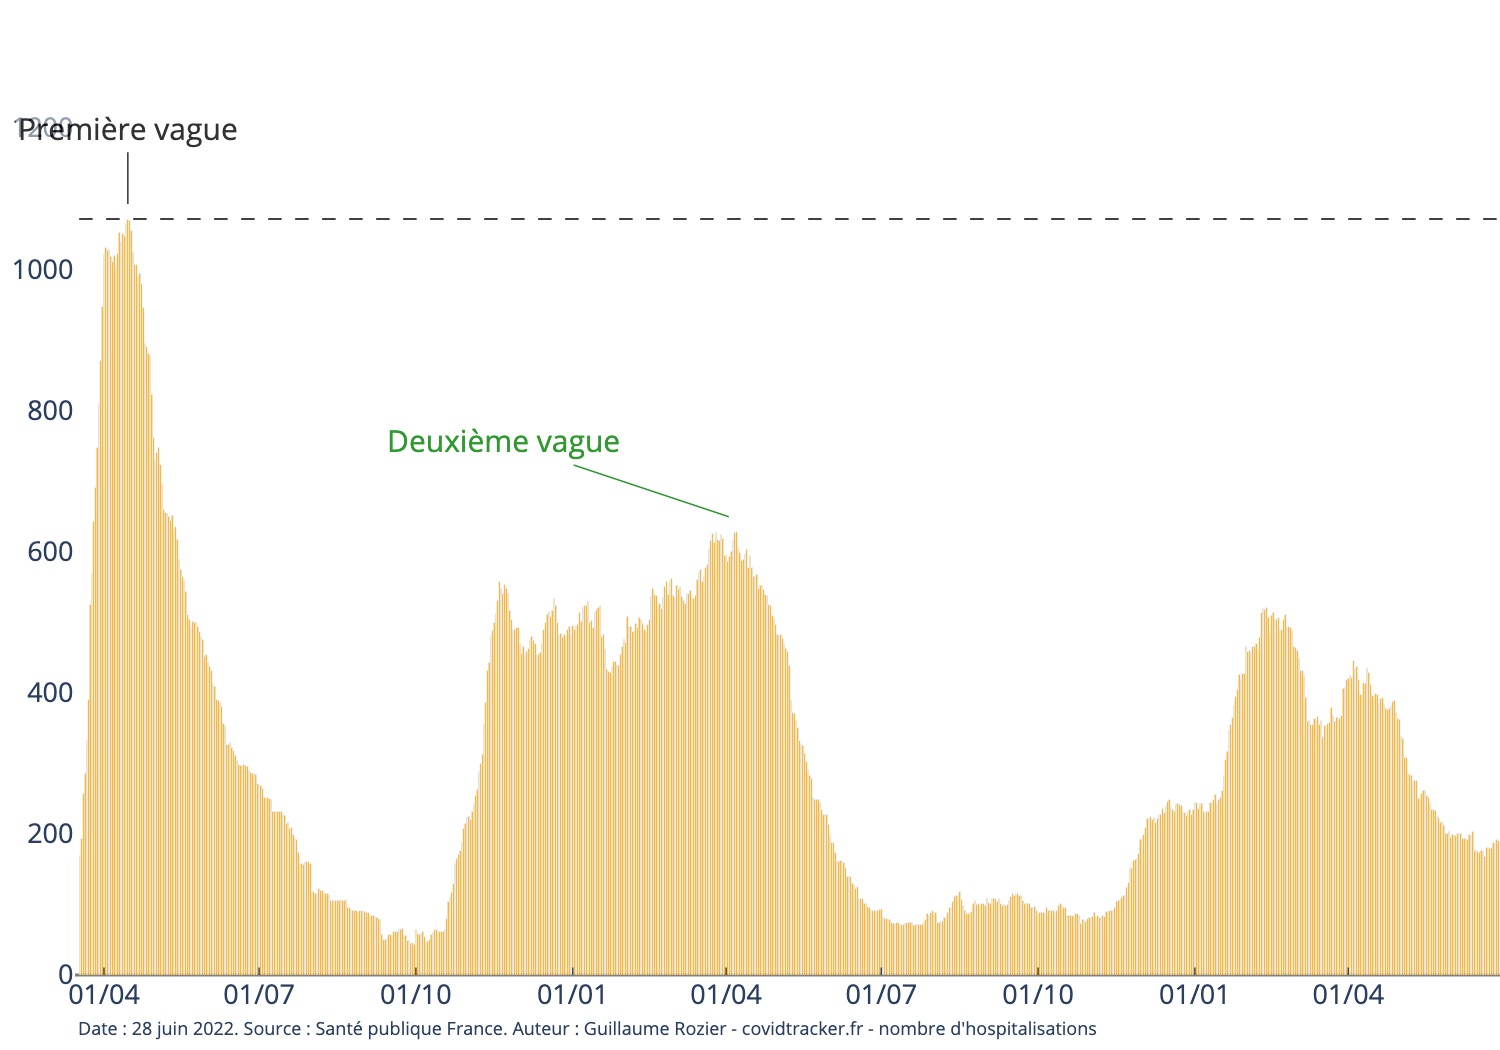 1200
Première vague
1000
800
Deuxième vague
600
400
200
0
01/04 01/07 01/10 01/01 01/04 01/07 01/10 01/01 01/04
Date : 28 juin 2022. Source : Santé publique France. Auteur : Guillaume Rozier - covidtracker.fr - nombre d'hospitalisations